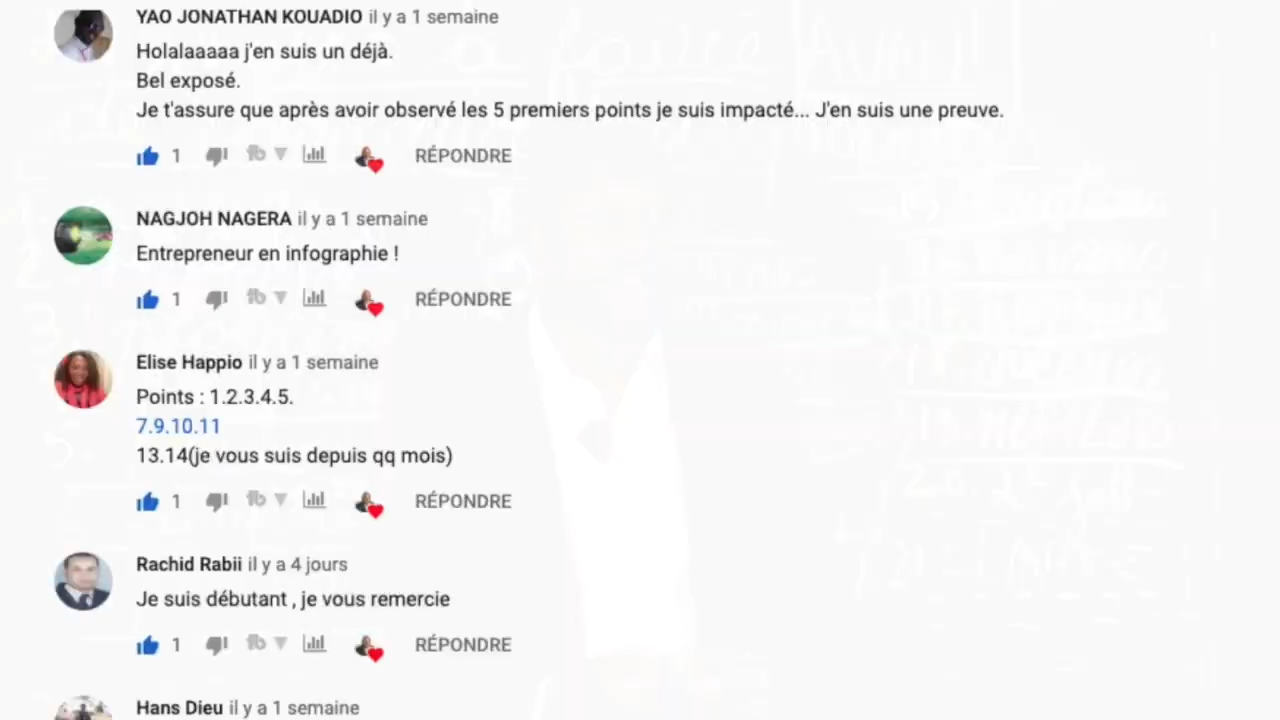 YAO JONATHAN KOUADIO il y a 1 semaine
Holalaaaaa j'en suis un déjà.
Bel exposé.
Je t'assure que après avoir observé les 5 premiers points je suis impacté... J'en suis une preuve.
1 RÉPONDRE
NAGJOH NAGERA il y a 1 semaine
Entrepreneur en infographie !
1 RÉPONDRE
Elise Happio il y a 1 semaine
Points : 1.2.3.4.5.
7.9.10.11
13.14(je vous suis depuis qq mois)
1 RÉPONDRE
Rachid Rabii il y a 4 jours
Je suis débutant , je vous remercie
1 RÉPONDRE
Hans Dieu il y a 1 semaine